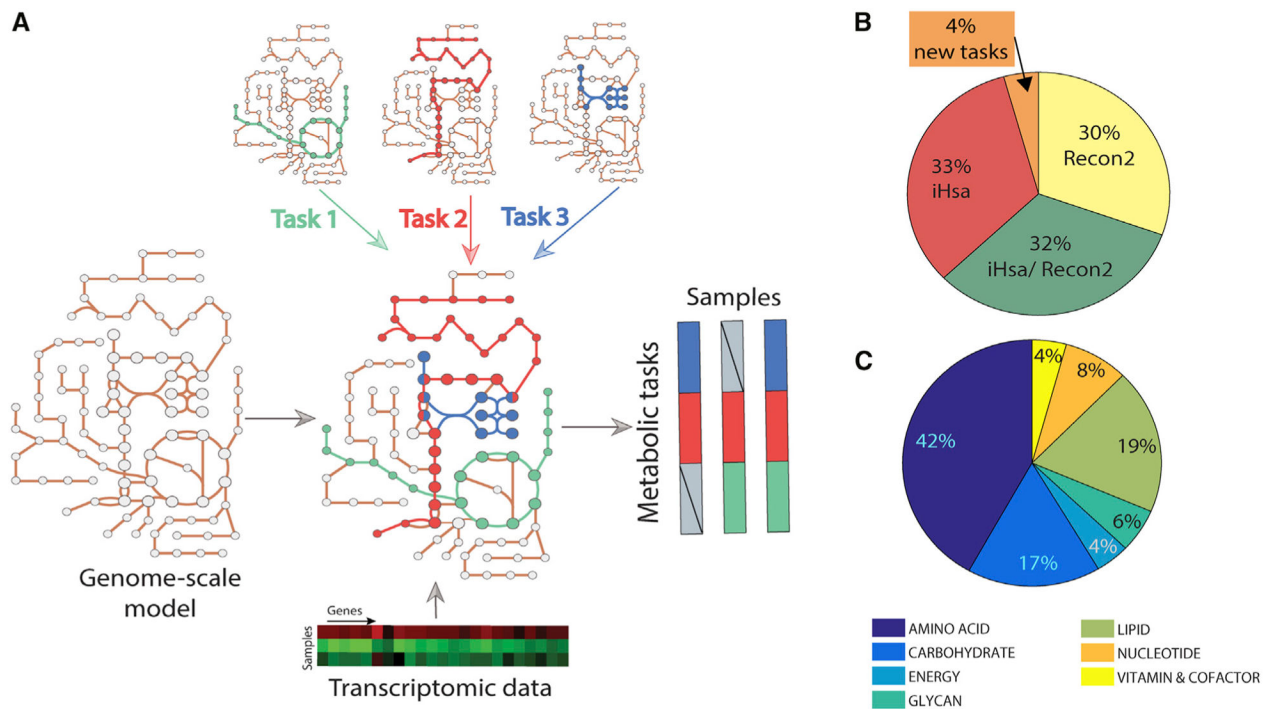 A
Task 1
Task 2
Task 3
Genome-scale
model
Genes
Samples
Transcriptomic data
Samples
Metabolic tasks
B
4%
new tasks
30%
Recon2
33%
iHsa
32%
iHsa/ Recon2
C
4%
8%
19%
6%
4%
17%
42%
AMINO ACID
CARBOHYDRATE
ENERGY
GLYCAN
LIPID
NUCLEOTIDE
VITAMIN & COFACTOR